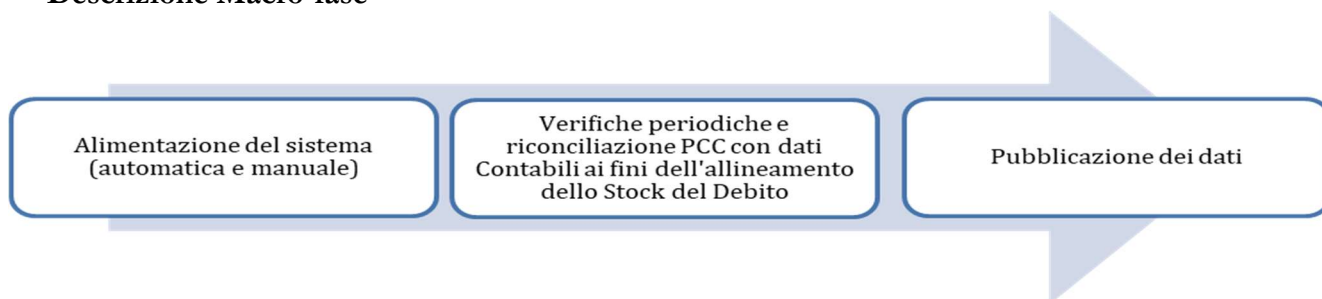 Descrizione Macro-fase
Alimentazione del sistema
(automatica e manuale)
Verifiche periodiche e
riconciliazione PCC con dati
Contabili ai fini dell'allineamento
dello Stock del Debito
Pubblicazione dei dati